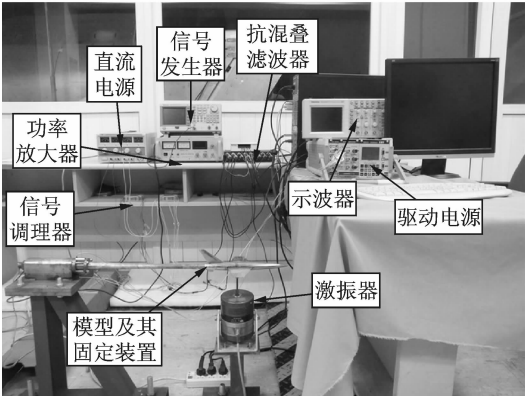 信号
发生器
抗混叠
滤波器
直流
电源
功率
放大器
信号
调理器
示波器
驱动电源
激振器
模型及其
固定装置